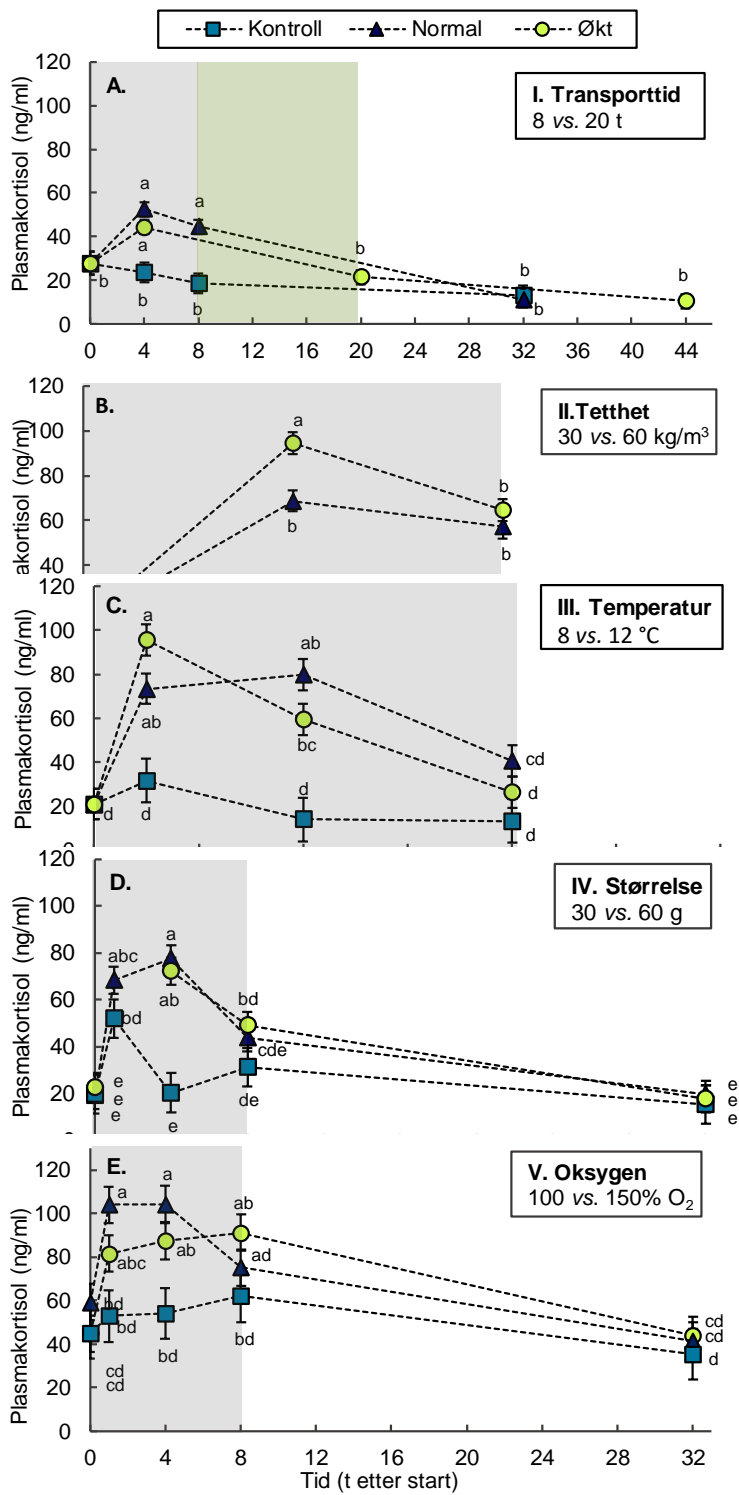 Kontroll Normal Økt
Plasmakortisol (ng/ml)
120
100
80
60
40
20
0
A.
I. Transporttid
8 vs. 20 t
a
a
a
b
b
b
b
b
b
b
0 4 8 12 16 20 24 28 32 36 40 44
akortisol (ng/ml)
120
100
80
60
40
B.
II.Tetthet
30 vs. 60 kg/m³
a
b
b
b
Plasmakortisol (ng/ml)
120
100
80
60
40
20
C.
III. Temperatur
8 vs. 12 °C
a
ab
ab
bc
cd
d
d
d
d
d
Plasmakortisol (ng/ml)
120
100
80
60
40
20
D.
IV. Størrelse
30 vs. 60 g
abc
a
bd
ab
bd
cde
de
e
e
e
e
e
e
e
Plasmakortisol (ng/ml)
120
100
80
60
40
20
0
E.
V. Oksygen
100 vs. 150% O₂
a
a
ab
abc
ab
ad
bd
bd
bd
bd
cd
cd
cd
cd
d
0 4 8 12 16 20 24 28 32
Tid (t etter start)